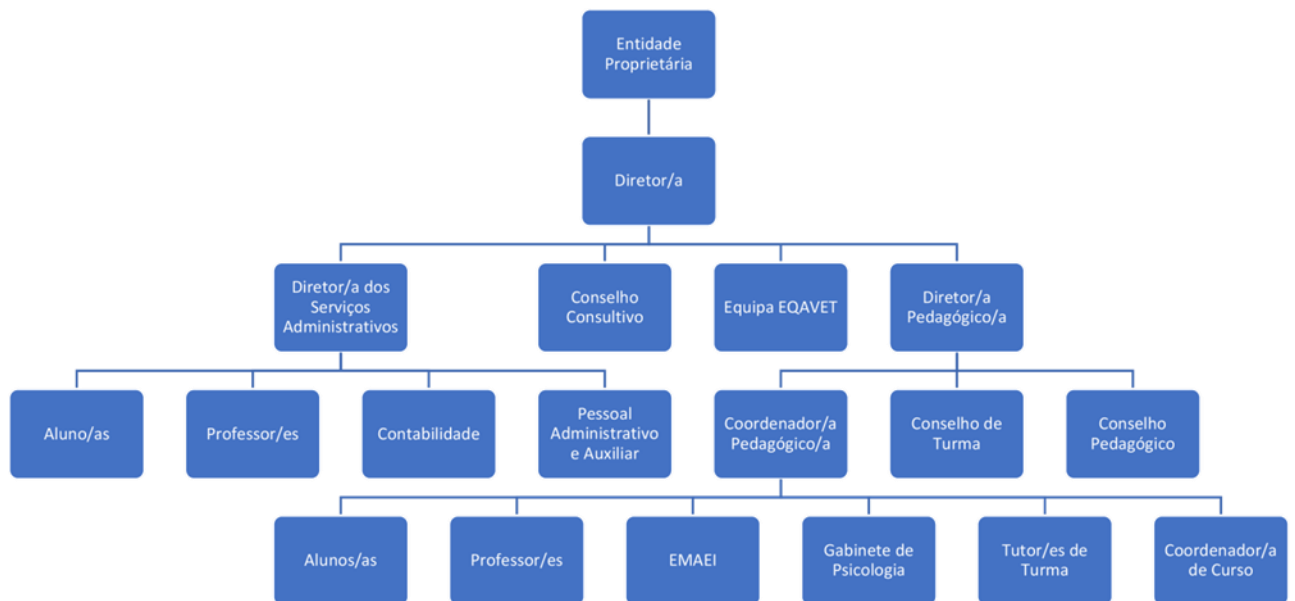 Entidade
Proprietária
Diretor/a
Diretor/a dos
Serviços
Administrativos
Conselho
Consultivo
Equipa EQAVET
Diretor/a
Pedagógico/a
Aluno/as
Professor/es
Contabilidade
Pessoal
Administrativo
e Auxiliar
Coordenador/a
Pedagógico/a
Conselho de
Turma
Conselho
Pedagógico
Alunos/as
Professor/es
EMAEI
Gabinete de
Psicologia
Tutor/es de
Turma
Coordenador/a
de Curso